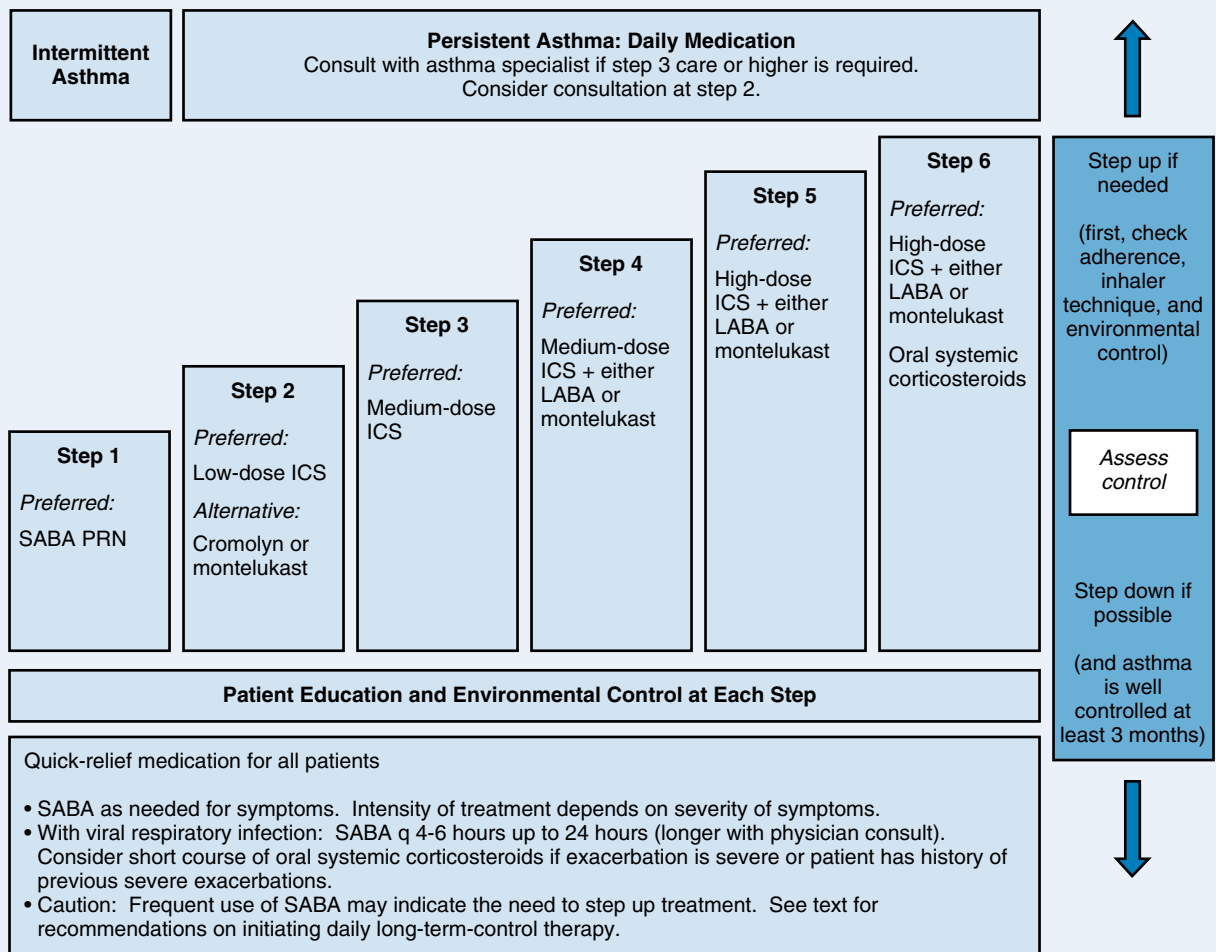 Intermittent
Asthma
Persistent Asthma: Daily Medication
Consult with asthma specialist if step 3 care or higher is required.
Consider consultation at step 2.
Step 1
Preferred:
SABA PRN
Step 2
Preferred:
Low-dose ICS
Alternative:
Cromolyn or
montelukast
Step 3
Preferred:
Medium-dose
ICS
Step 4
Preferred:
Medium-dose
ICS + either
LABA or
montelukast
Step 5
Preferred:
High-dose
ICS + either
LABA or
montelukast
Step 6
Preferred:
High-dose
ICS + either
LABA or
montelukast
Oral systemic
corticosteroids
Step up if
needed
(first, check
adherence,
inhaler
technique, and
environmental
control)
Assess
control
Step down if
possible
(and asthma
is well
controlled at
least 3 months)
Patient Education and Environmental Control at Each Step
Quick-relief medication for all patients
• SABA as needed for symptoms. Intensity of treatment depends on severity of symptoms.
• With viral respiratory infection: SABA q 4-6 hours up to 24 hours (longer with physician consult).
Consider short course of oral systemic corticosteroids if exacerbation is severe or patient has history of
previous severe exacerbations.
• Caution: Frequent use of SABA may indicate the need to step up treatment. See text for
recommendations on initiating daily long-term-control therapy.